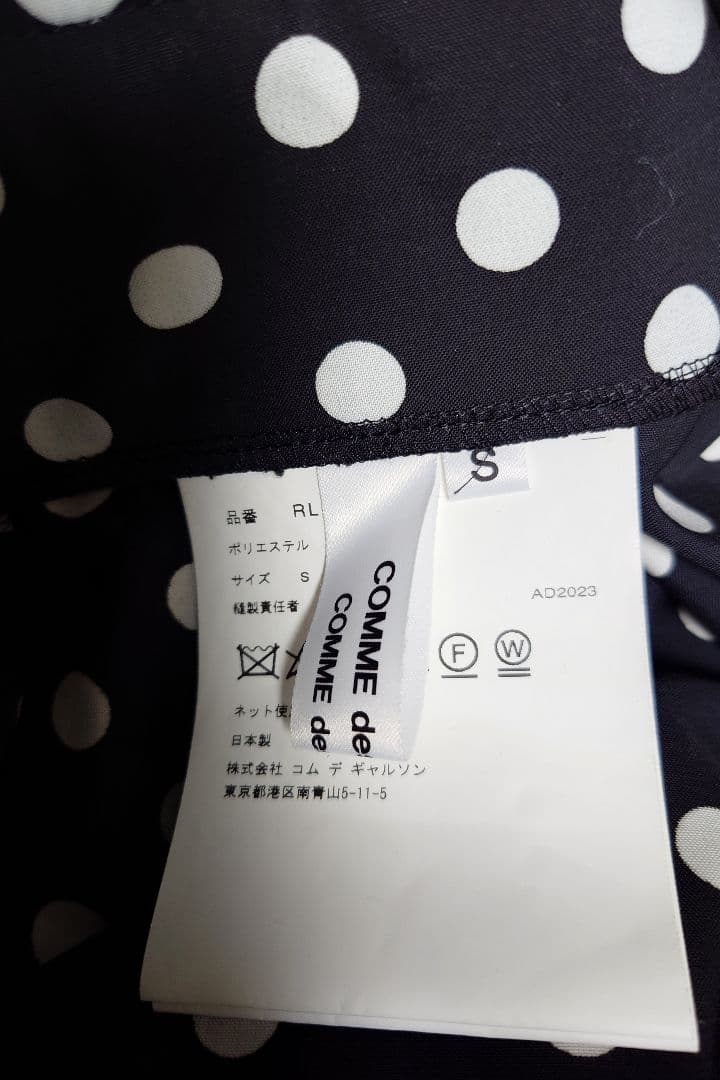 S
品番 RL
ポリエステル
サイズ S
縫製責任者
AD2023
COMME de
COMME de
F W
ネット使
日本製
株式会社 コム デ ギャルソン
東京都港区南青山5-11-5